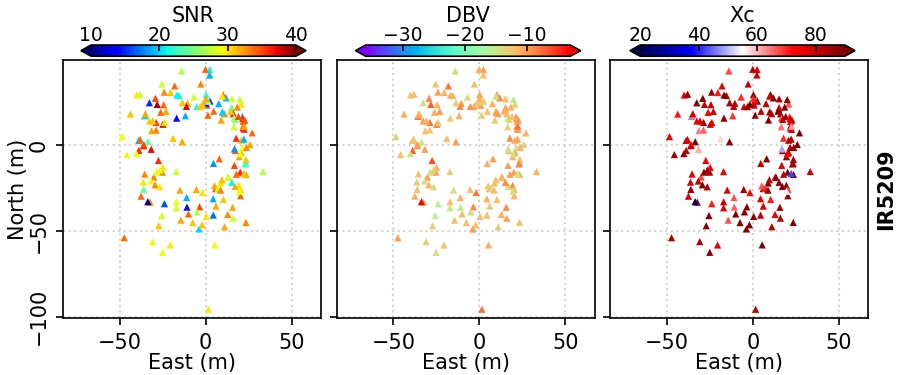 SNR DBV Xc
10 20 30 40 −30 −20 −10 20 40 60 80
North (m)
0
−50
−100
−50 0 50 −50 0 50 −50 0 50
East (m) East (m) East (m)
IR5209